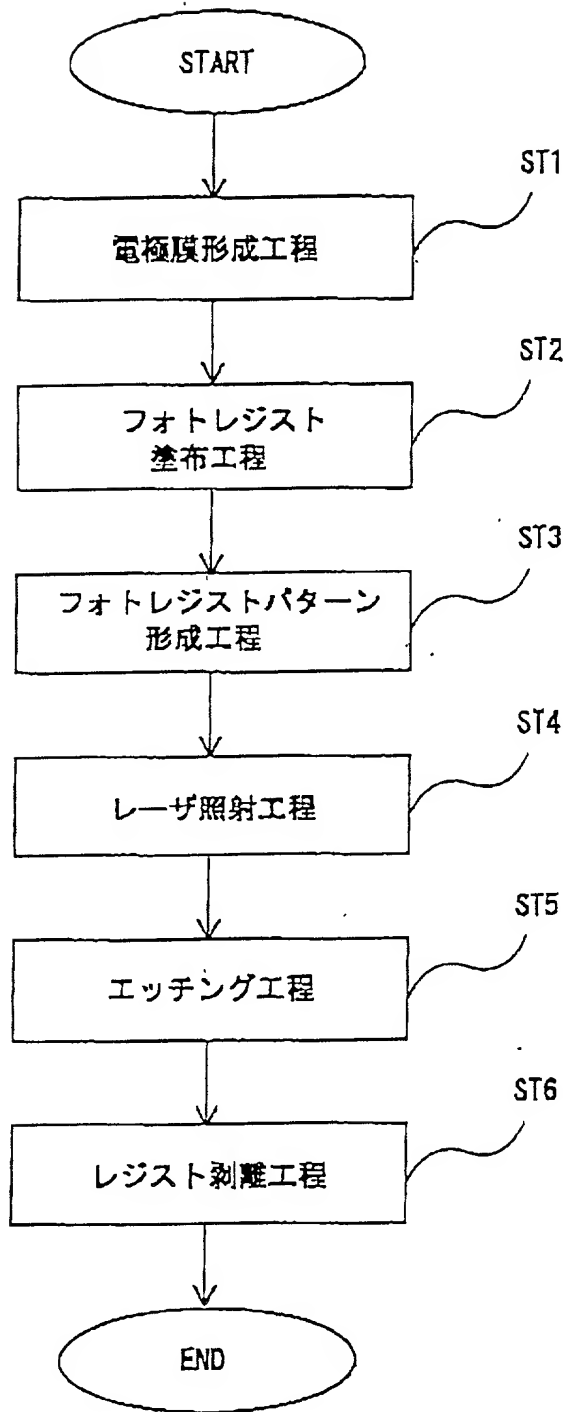 START
ST1
電極膜形成工程
ST2
フォトレジスト
塗布工程
ST3
フォトレジストパターン
形成工程
ST4
レーザ照射工程
ST5
エッチング工程
ST6
レジスト剥離工程
END